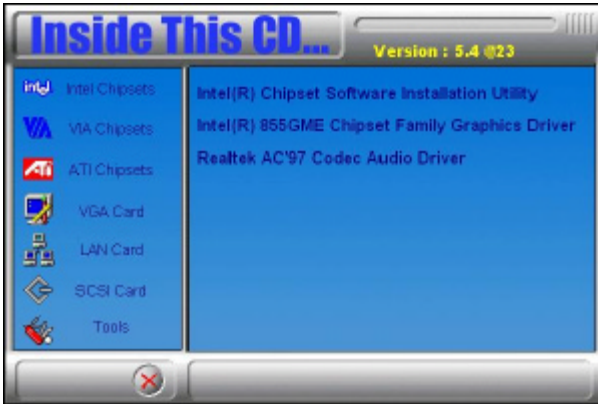 Inside This CD...
Version : 5.4 @23
intel Intel Chipsets
VIA VIA Chipsets
ATI ATI Chipsets
VGA Card
LAN Card
SCSI Card
Tools
Intel(R) Chipset Software Installation Utility
Intel(R) 855GME Chipset Family Graphics Driver
Realtek AC'97 Codec Audio Driver